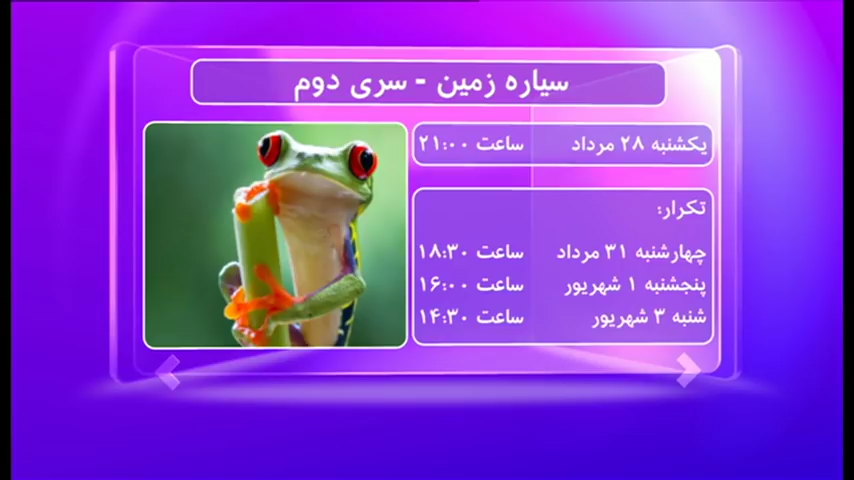 سیاره زمین - سری دوم
یکشنبه ۲۸ مرداد ساعت ۲۱:۰۰
تکرار:
چهارشنبه ۳۱ مرداد ساعت ۱۸:۳۰
پنجشنبه ۱ شهریور ساعت ۱۶:۰۰
شنبه ۳ شهریور ساعت ۱۴:۳۰